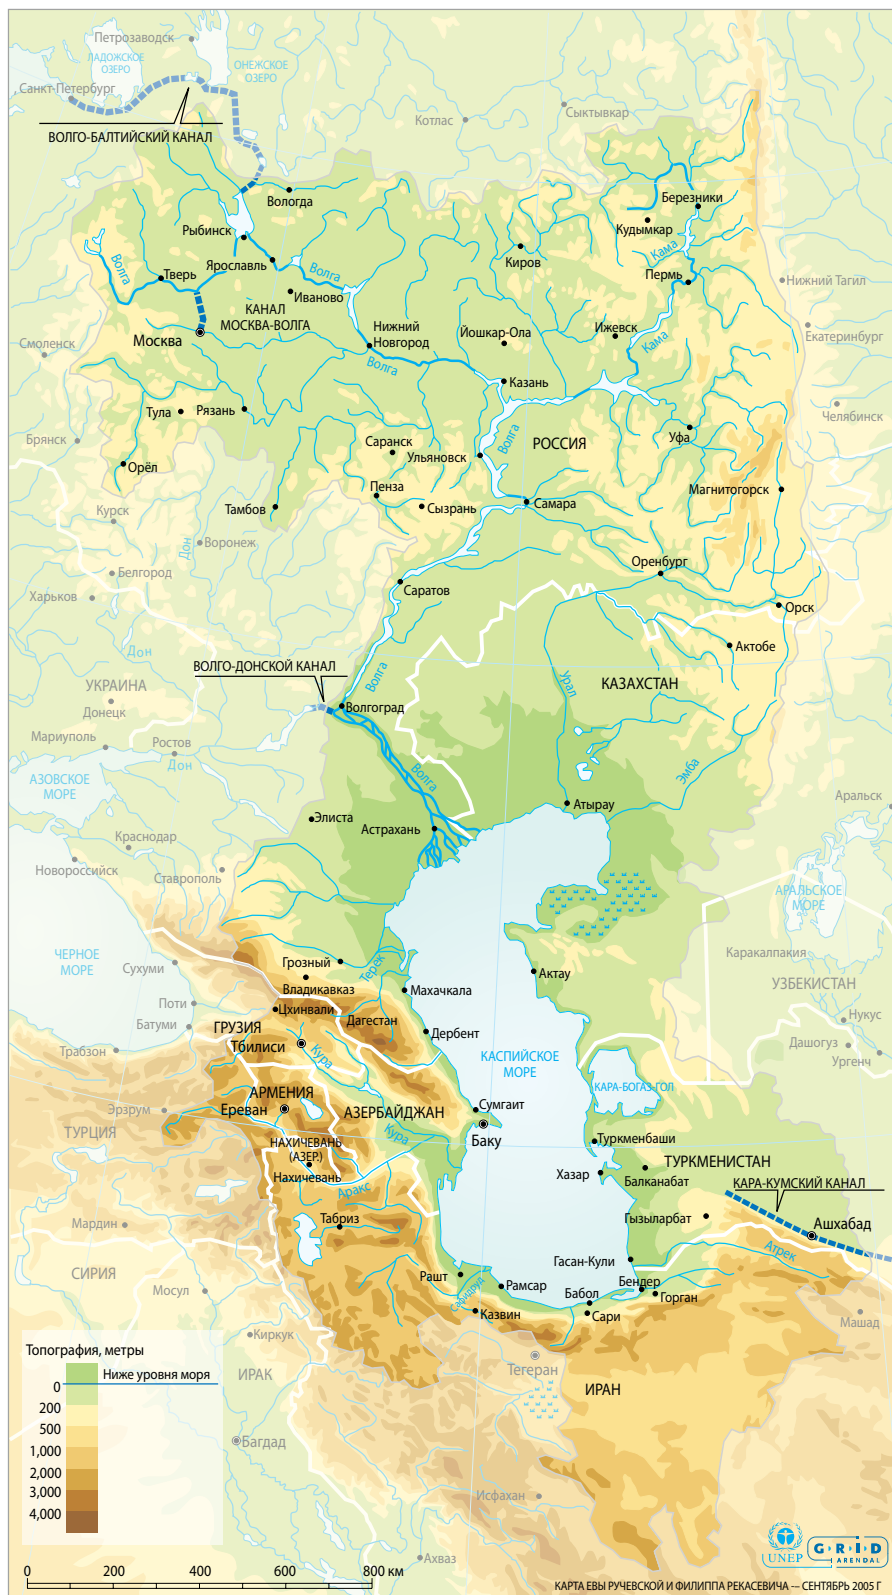 Петрозаводск
ЛАДОЖСКОЕ
ОЗЕРО
ОНЕЖСКОЕ
ОЗЕРО
Санкт-Петербург
Сыктывкар
Котлас
ВОЛГО-БАЛТИЙСКИЙ КАНАЛ
Вологда
Березники
Кудымкар
Рыбинск
Кама
Киров
Волга
Ярославль
Волга
Тверь
Пермь
Нижний Тагил
Иваново
КАНАЛ
МОСКВА-ВОЛГА
Нижний
Новгород
Йошкар-Ола
Ижевск
Екатеринбург
Москва
Смоленск
Кама
Волга
Казань
Челябинск
Тула
Рязань
Волга
Брянск
Саранск
РОССИЯ
Уфа
Ульяновск
Орёл
Пенза
Магнитогорск
Курск
Тамбов
Сызрань
Самара
Дон
Воронеж
Оренбург
Белгород
Саратов
Харьков
Орск
Дон
Актобе
ВОЛГО-ДОНСКОЙ КАНАЛ
Волга
Урал
КАЗАХСТАН
УКРАИНА
Волгоград
Донецк
Мариуполь
Ростов
Дон
Волга
Эмба
АЗОВСКОЕ
МОРЕ
Аральск
Элиста
Атырау
Астрахань
Краснодар
Новороссийск
Ставрополь
АРАЛЬСКОЕ
МОРЕ
ЧЕРНОЕ
МОРЕ
Каракалпакия
Сухуми
Грозный
Терек
Актау
Владикавказ
УЗБЕКИСТАН
Махачкала
Поти
Цхинвали
Дагестан
Нукус
Батуми
ГРУЗИЯ
Тбилиси
Дербент
Дашогуз
Трабзон
Кура
КАСПИЙСКОЕ
МОРЕ
Ургенч
КАРА-БОГАЗ-ГОЛ
АРМЕНИЯ
Эрзрум
Ереван
АЗЕРБАЙДЖАН
Сумгаит
ТУРЦИЯ
Кура
Баку
НАХИЧЕВАНЬ
(АЗЕР.)
Туркменбаши
ТУРКМЕНИСТАН
Нахичевань
Хазар
Балканабат
Аракс
КАРА-КУМСКИЙ КАНАЛ
Мардин
Табриз
Гызыларбат
Ашхабад
Атрек
СИРИЯ
Гасан-Кули
Рашт
Мосул
Сафидруд
Рамсар
Бендер
Бабол
Горган
Казвин
Сари
Машад
Киркук
Топография, метры
Тегеран
Ниже уровня моря
ИРАК
0
ИРАН
200
500
Багдад
1,000
2,000
3,000
Исфахан
4,000
Ахваз
UNEP
GRID
ARENDAL
0 200 400 600 800 км
КАРТА ЕВЫ РУЧЕВСКОЙ И ФИЛИППА РЕКАСЕВИЧА — СЕНТЯБРЬ 2005 Г